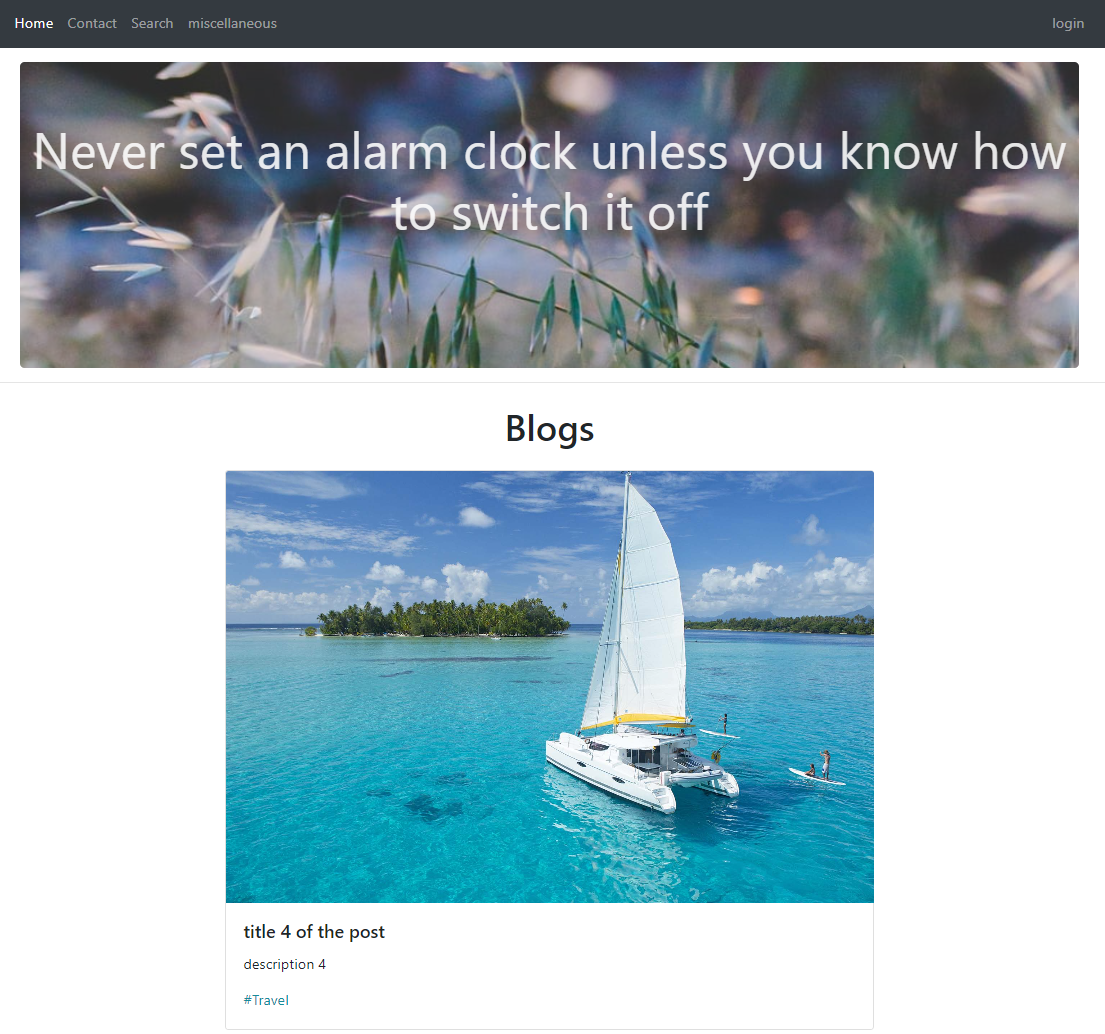 Home Contact Search miscellaneous login
Never set an alarm clock unless you know how
to switch it off
Blogs
title 4 of the post
description 4
#Travel